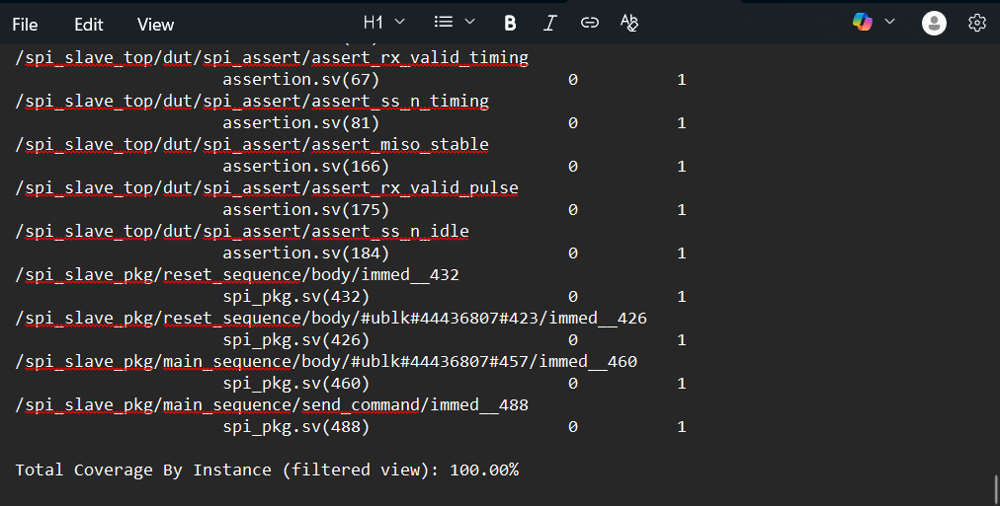 File Edit View H1 B I
/spi_slave_top/dut/spi_assert/assert_rx_valid_timing
assertion.sv(67) 0 1
/spi_slave_top/dut/spi_assert/assert_ss_n_timing
assertion.sv(81) 0 1
/spi_slave_top/dut/spi_assert/assert_miso_stable
assertion.sv(166) 0 1
/spi_slave_top/dut/spi_assert/assert_rx_valid_pulse
assertion.sv(175) 0 1
/spi_slave_top/dut/spi_assert/assert_ss_n_idle
assertion.sv(184) 0 1
/spi_slave_pkg/reset_sequence/body/immed__432
spi_pkg.sv(432) 0 1
/spi_slave_pkg/reset_sequence/body/#ublk#44436807#423/immed__426
spi_pkg.sv(426) 0 1
/spi_slave_pkg/main_sequence/body/#ublk#44436807#457/immed__460
spi_pkg.sv(460) 0 1
/spi_slave_pkg/main_sequence/send_command/immed__488
spi_pkg.sv(488) 0 1
Total Coverage By Instance (filtered view): 100.00%